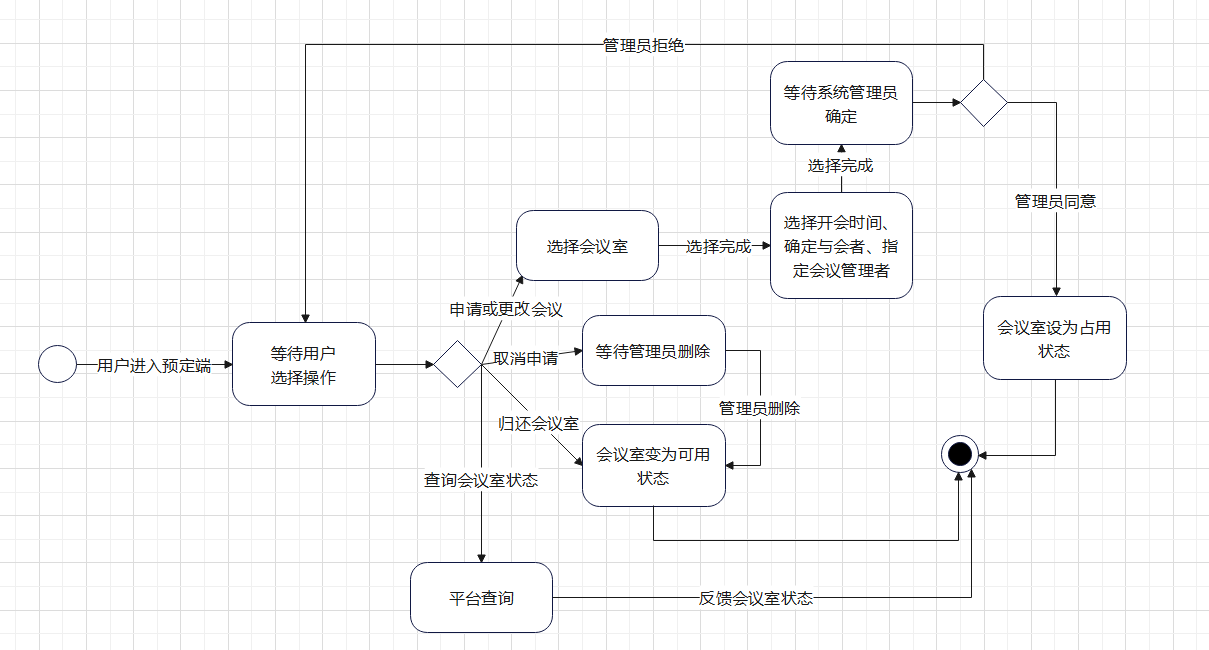 管理员拒绝
等待系统管理员
确定
选择完成
管理员同意
选择开会时间、
确定与会者、指
定会议管理者
选择会议室
选择完成
申请或更改会议
会议室设为占用
状态
用户进入预定端
等待用户
选择操作
取消申请
等待管理员删除
管理员删除
归还会议室
会议室变为可用
状态
查询会议室状态
平台查询
反馈会议室状态